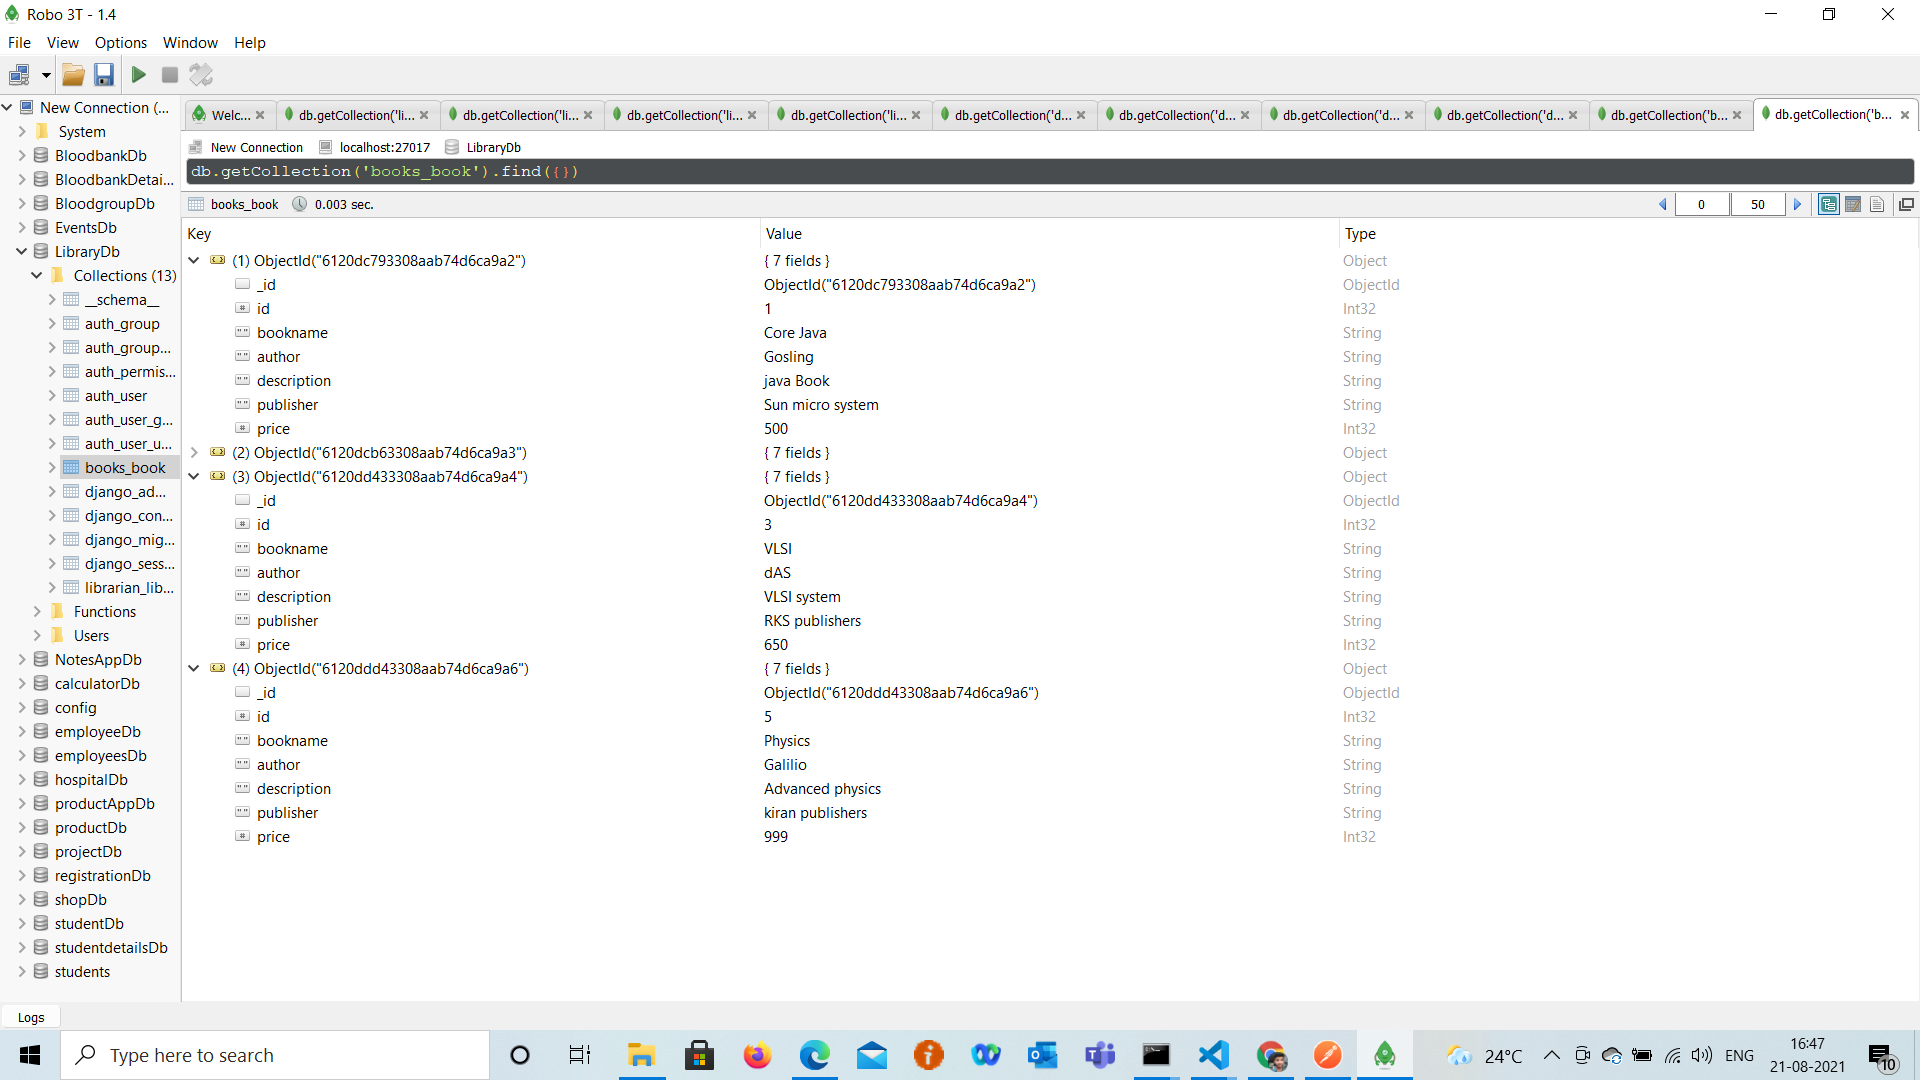 Robo 3T - 1.4
File View Options Window Help
New Connection (...
System
BloodbankDb
BloodbankDetai...
BloodgroupDb
EventsDb
LibraryDb
Collections (13)
__schema__
auth_group
auth_group...
auth_permis...
auth_user
auth_user_g...
auth_user_u...
books_book
django_ad...
django_con...
django_mig...
django_sess...
librarian_lib...
Functions
Users
NotesAppDb
calculatorDb
config
employeeDb
employeesDb
hospitalDb
productAppDb
productDb
projectDb
registrationDb
shopDb
studentDb
studentdetailsDb
students
Welc... db.getCollection('li... db.getCollection('li... db.getCollection('li... db.getCollection('li... db.getCollection('d... db.getCollection('d... db.getCollection('d... db.getCollection('d... db.getCollection('b... db.getCollection('b...
New Connection localhost:27017 LibraryDb
db.getCollection('books_book').find({})
books_book 0.003 sec. 0 50
Key Value Type
(1) ObjectId("6120dc793308aab74d6ca9a2") { 7 fields } Object
_id ObjectId("6120dc793308aab74d6ca9a2") ObjectId
id 1 Int32
bookname Core Java String
author Gosling String
description java Book String
publisher Sun micro system String
price 500 Int32
(2) ObjectId("6120dcb63308aab74d6ca9a3") { 7 fields } Object
(3) ObjectId("6120dd433308aab74d6ca9a4") { 7 fields } Object
_id ObjectId("6120dd433308aab74d6ca9a4") ObjectId
id 3 Int32
bookname VLSI String
author dAS String
description VLSI system String
publisher RKS publishers String
price 650 Int32
(4) ObjectId("6120ddd43308aab74d6ca9a6") { 7 fields } Object
_id ObjectId("6120ddd43308aab74d6ca9a6") ObjectId
id 5 Int32
bookname Physics String
author Galilio String
description Advanced physics String
publisher kiran publishers String
price 999 Int32
Logs
Type here to search
24°C ENG
16:47
21-08-2021
10